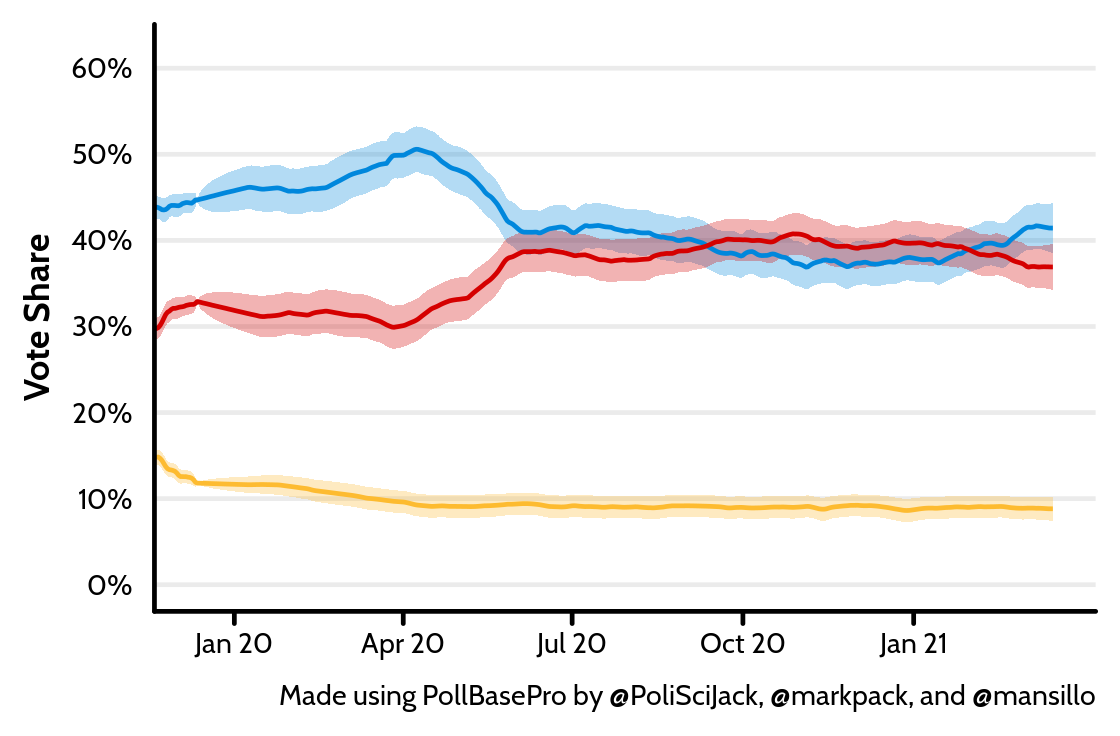 Vote Share
60%
50%
40%
30%
20%
10%
0%
Jan 20 Apr 20 Jul 20 Oct 20 Jan 21
Made using PollBasePro by @PoliSciJack, @markpack, and @mansillo